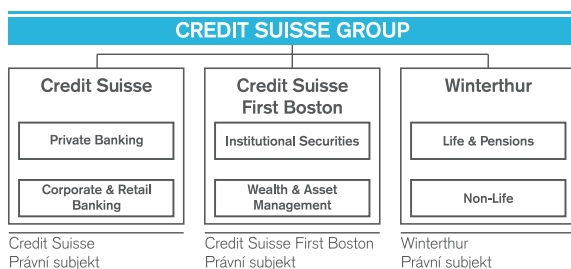 CREDIT SUISSE GROUP
Credit Suisse
Private Banking
Corporate & Retail
Banking
Credit Suisse
Právní subjekt
Credit Suisse
First Boston
Institutional Securities
Wealth & Asset
Management
Credit Suisse First Boston
Právní subjekt
Winterthur
Life & Pensions
Non-Life
Winterthur
Právní subjekt